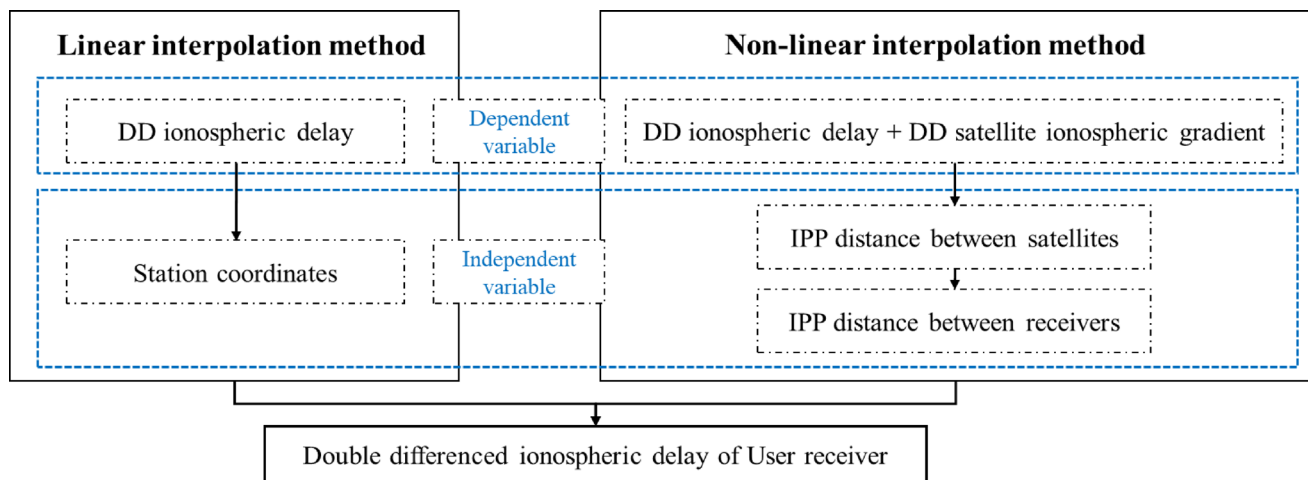 Linear interpolation method
Non-linear interpolation method
DD ionospheric delay
Dependent
variable
DD ionospheric delay + DD satellite ionospheric gradient
Station coordinates
Independent
variable
IPP distance between satellites
IPP distance between receivers
Double differenced ionospheric delay of User receiver